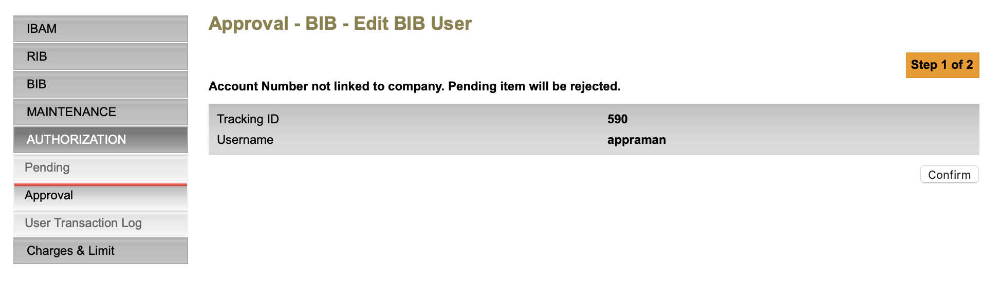 IBAM
RIB
BIB
MAINTENANCE
AUTHORIZATION
Pending
Approval
User Transaction Log
Charges & Limit
Approval - BIB - Edit BIB User
Step 1 of 2
Account Number not linked to company. Pending item will be rejected.
Tracking ID 590
Username appraman
Confirm